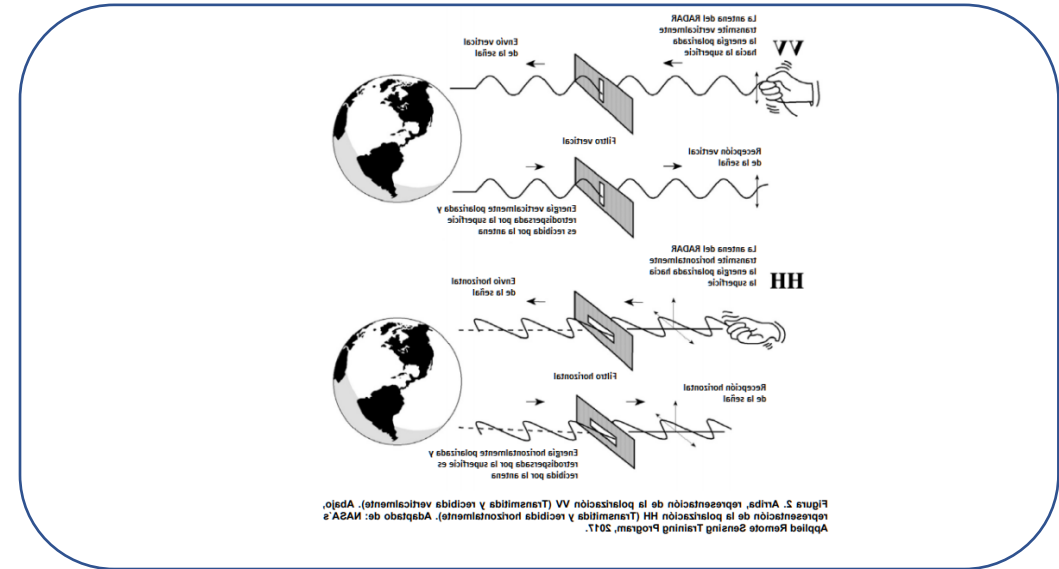 VV
La antena del RADAR
transmite verticalmente
la energía polarizada
hacia la superficie
Envío vertical
de la señal
Filtro vertical
Recepción vertical
de la señal
Energía verticalmente polarizada y
retrodispersada por la superficie
es recibida por la antena
HH
La antena del RADAR
transmite horizontalmente
la energía polarizada hacia
la superficie
Envío horizontal
de la señal
Filtro horizontal
Recepción horizontal
de la señal
Energía horizontalmente polarizada y
retrodispersada por la superficie es
recibida por la antena
Figura 2. Arriba, representación de la polarización VV (Transmitida y recibida verticalmente). Abajo,
representación de la polarización HH (Transmitida y recibida horizontalmente). Adaptado de: NASA´s
Applied Remote Sensing Training Program, 2017.